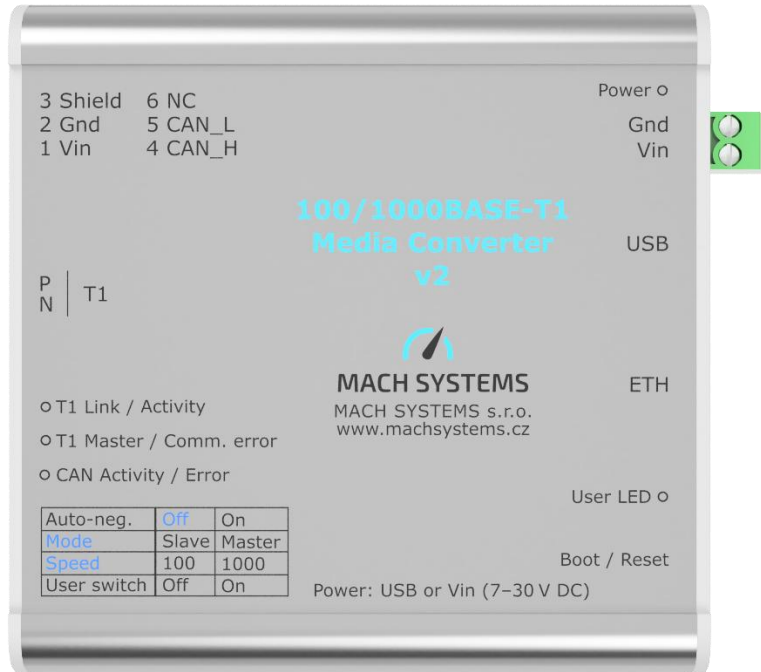 3 Shield 6 NC
2 Gnd 5 CAN_L
1 Vin 4 CAN_H
Power
Gnd
Vin
100/1000BASE-T1
Media Converter
v2
USB
P
N
T1
MACH SYSTEMS
MACH SYSTEMS s.r.o.
www.machsystems.cz
ETH
T1 Link / Activity
T1 Master / Comm. error
CAN Activity / Error
User LED
Auto-neg. Off On
Mode Slave Master
Speed 100 1000
User switch Off On
Boot / Reset
Power: USB or Vin (7–30 V DC)